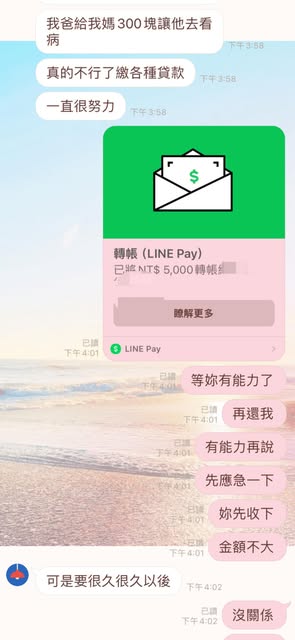 我爸給我媽300塊讓他去看
病
下午3:58
真的不行了繳各種貸款
下午3:58
一直很努力
下午3:58
$
轉帳（LINE Pay）
已將NT$ 5,000轉帳
瞭解更多
已讀
下午4:01
$ LINE Pay
已讀
下午4:01
等妳有能力了
已讀
下午4:01
再還我
已讀
下午4:01
有能力再說
已讀
下午4:01
先應急一下
已讀
下午4:01
妳先收下
已讀
下午4:01
金額不大
可是要很久很久以後
下午4:02
已讀
下午4:02
沒關係